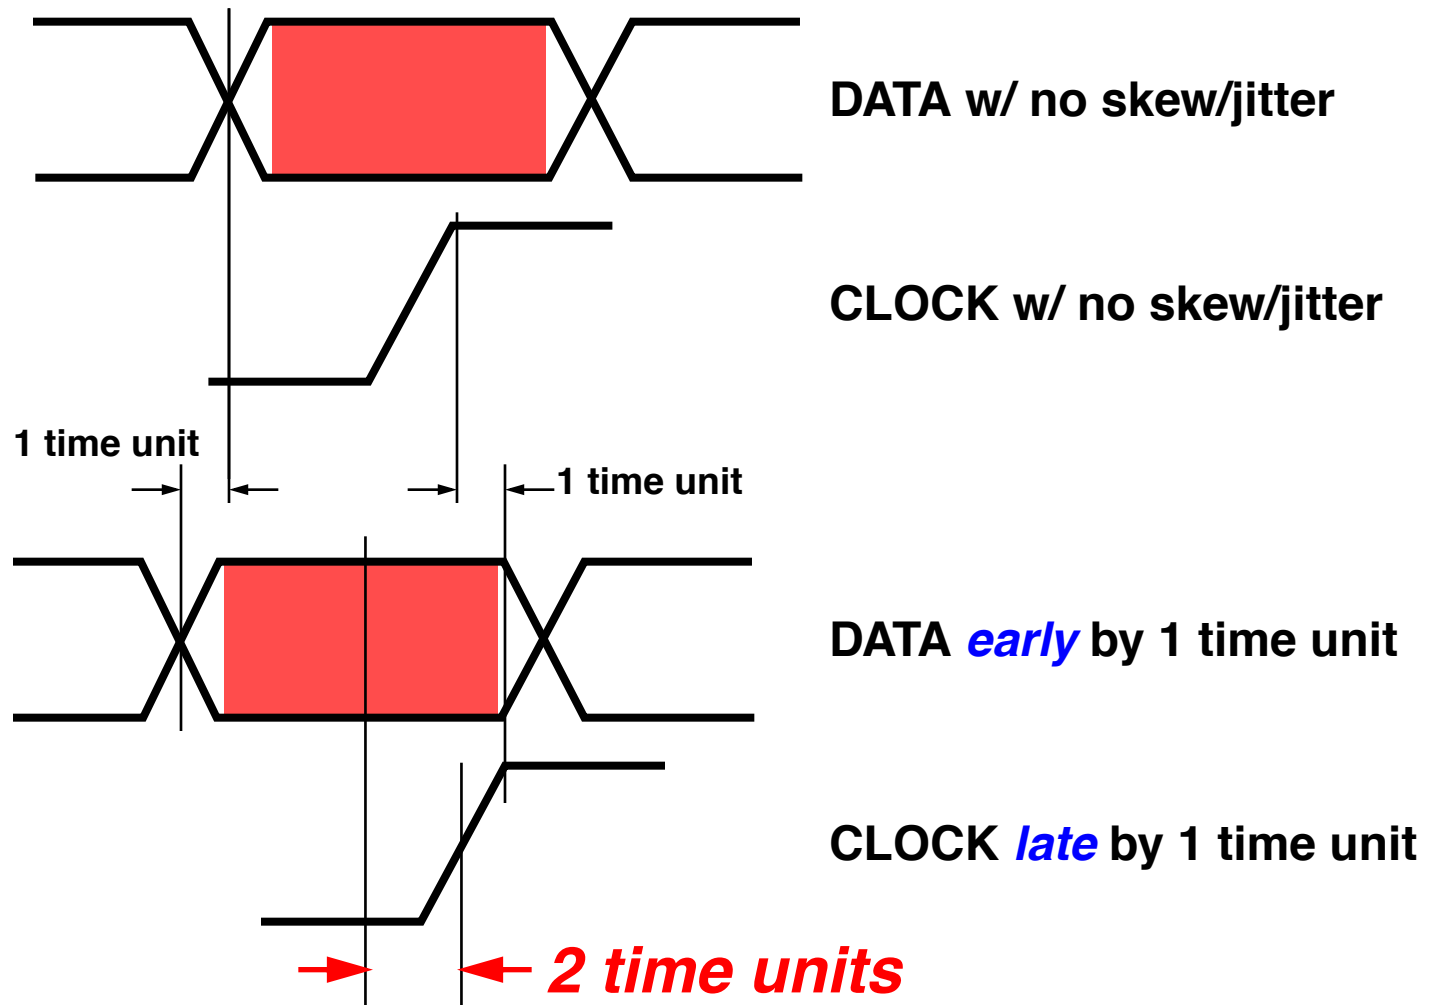 DATA w/ no skew/jitter
CLOCK w/ no skew/jitter
1 time unit
1 time unit
DATA early by 1 time unit
CLOCK late by 1 time unit
2 time units